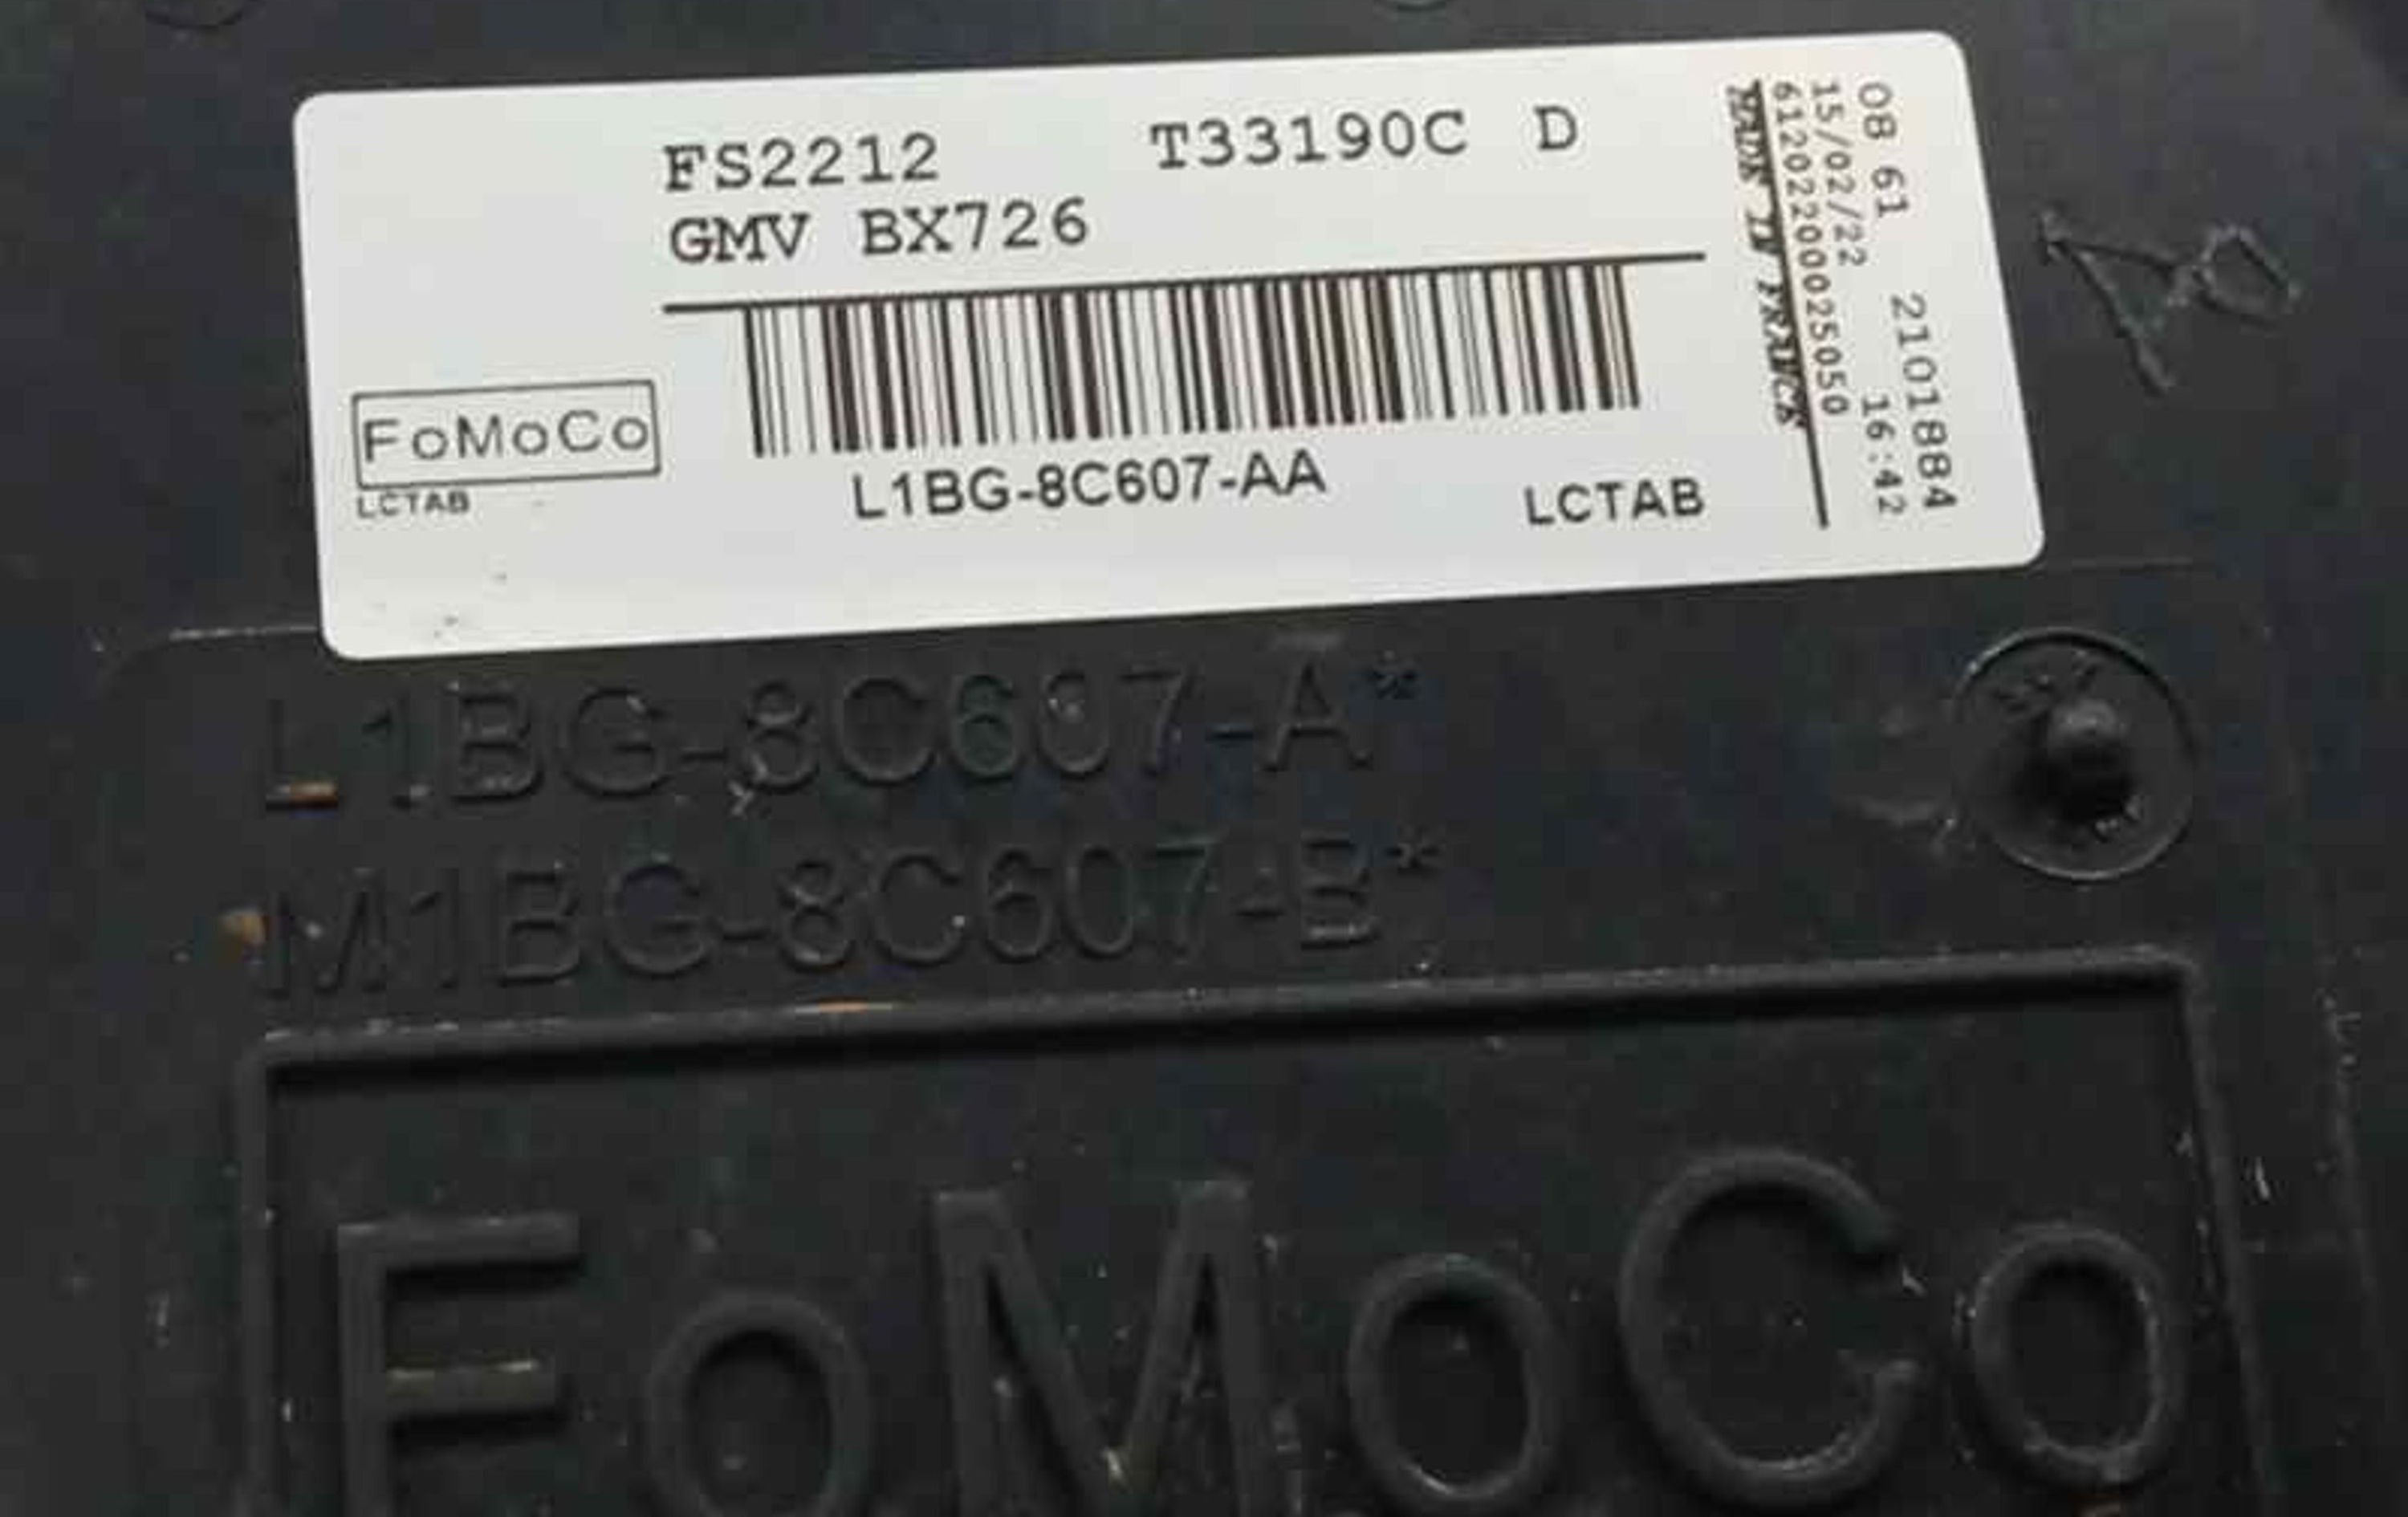 FS2212 T33190C D
GMV BX726
FoMoCo
LCTAB
L1BG-8C607-AA
LCTAB
08 61 2101884
15/02/22 16:42
612022200025050
MADE IN FRANCE
L1BG-8C607-A*
M1BG-8C607-B*
FoMoCo